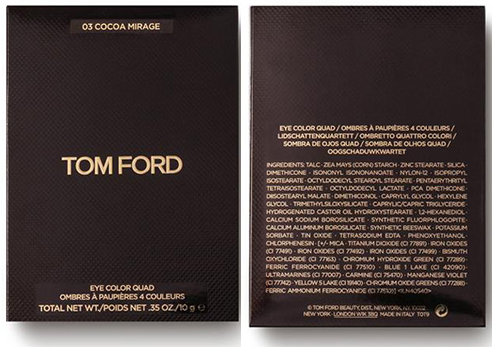 03 COCOA MIRAGE
TOM FORD
EYE COLOR QUAD
OMBRES À PAUPIÈRES 4 COULEURS
TOTAL NET WT./POIDS NET .35 OZ./10 g ℮
EYE COLOR QUAD / OMBRES À PAUPIÈRES 4 COULEURS /
LIDSCHATTENQUARTETT / OMBRETTO QUATTRO COLORI /
SOMBRA DE OJOS QUAD / SOMBRA DE OLHOS QUAD /
OOGSCHADUWKWARTET
INGREDIENTS: TALC · ZEA MAYS (CORN) STARCH · ZINC STEARATE · SILICA ·
DIMETHICONE · ISONONYL ISONONANOATE · NYLON-12 · ISOPROPYL
ISOSTEARATE · OCTYLDODECYL STEAROYL STEARATE · PENTAERYTHRITYL
TETRAISOSTEARATE · OCTYLDODECYL LACTATE · PCA DIMETHICONE ·
DIISOSTEARYL MALATE · DIMETHICONOL · CAPRYLYL GLYCOL · HEXYLENE
GLYCOL · TRIMETHYLSILOXYSILICATE · CAPRYLIC/CAPRIC TRIGLYCERIDE ·
HYDROGENATED CASTOR OIL HYDROXYSTEARATE · 1,2-HEXANEDIOL ·
CALCIUM SODIUM BOROSILICATE · SYNTHETIC FLUORPHLOGOPITE ·
CALCIUM ALUMINUM BOROSILICATE · SYNTHETIC BEESWAX · POTASSIUM
SORBATE · TIN OXIDE · TETRASODIUM EDTA · PHENOXYETHANOL ·
CHLORPHENESIN · [+/- MICA · TITANIUM DIOXIDE (CI 77891) · IRON OXIDES
(CI 77491) · IRON OXIDES (CI 77492) · IRON OXIDES (CI 77499) · BISMUTH
OXYCHLORIDE (CI 77163) · CHROMIUM HYDROXIDE GREEN (CI 77289) ·
FERRIC FERROCYANIDE (CI 77510) · BLUE 1 LAKE (CI 42090) ·
ULTRAMARINES (CI 77007) · CARMINE (CI 75470) · MANGANESE VIOLET
(CI 77742) · YELLOW 5 LAKE (CI 19140) · CHROMIUM OXIDE GREENS (CI 77288) ·
FERRIC AMMONIUM FERROCYANIDE (CI 77510)] <ILN40540>
© TOM FORD BEAUTY, DIST., NEW YORK, N.Y. 10022
NEW YORK · LONDON W1K 3BQ MADE IN ITALY T0T9